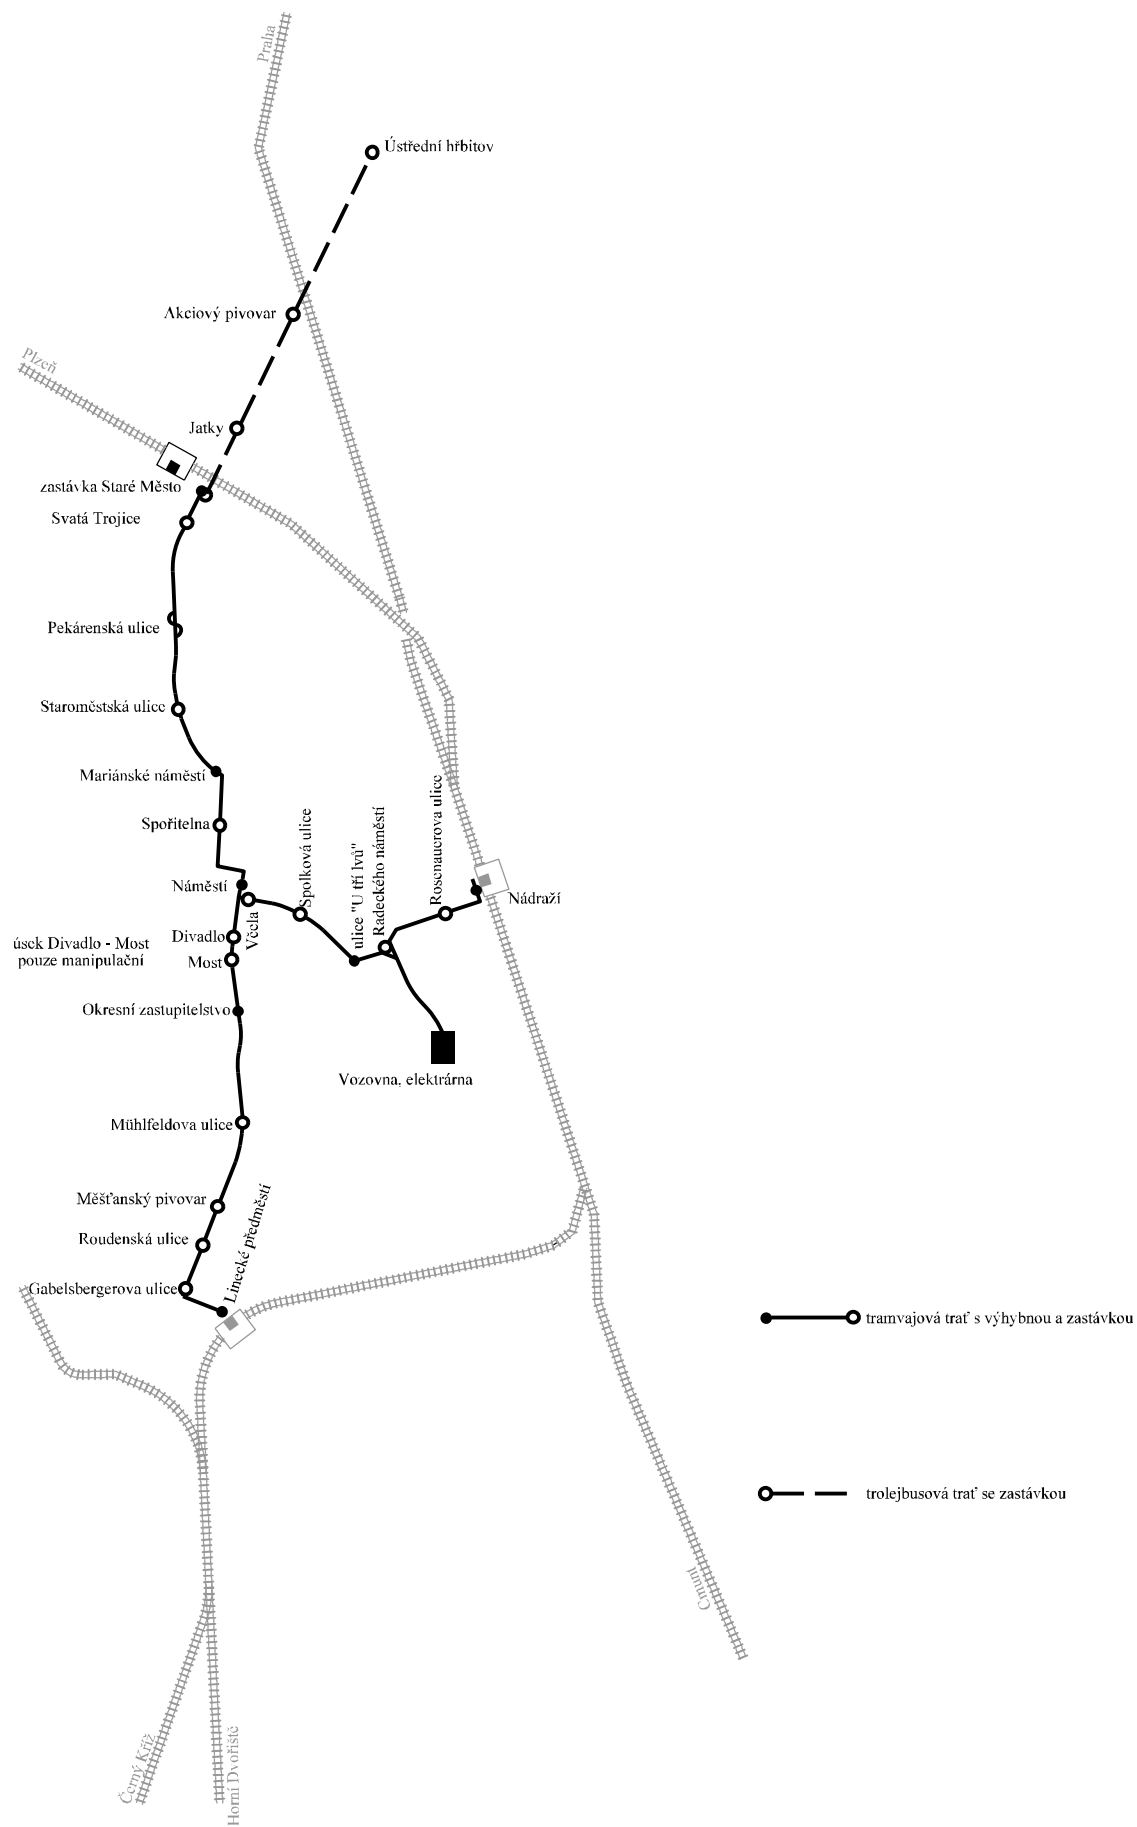 Praha
Ústřední hřbitov
Akciový pivovar
Plzeň
Jatky
zastávka Staré Město
Svatá Trojice
Pekárenská ulice
Staroměstská ulice
Mariánské náměstí
Spořitelna
Náměstí
Včela
Spolková ulice
ulice "U tří lvů"
Radeckého náměstí
Rosenauerova ulice
Nádraží
Divadlo
úsek Divadlo - Most
pouze manipulační
Most
Okresní zastupitelstvo
Vozovna, elektrárna
Mühlfeldova ulice
Měšťanský pivovar
Roudenská ulice
Linecké předměstí
Gabelsbergerova ulice
tramvajová trať s výhybnou a zastávkou
trolejbusová trať se zastávkou
Gmünd
Černý Kříž
Horní Dvořiště